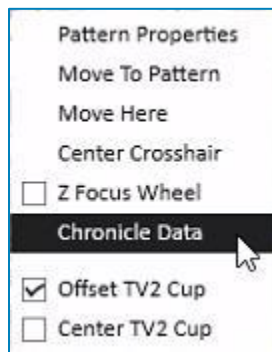 Pattern Properties
Move To Pattern
Move Here
Center Crosshair
Z Focus Wheel
Chronicle Data
Offset TV2 Cup
Center TV2 Cup